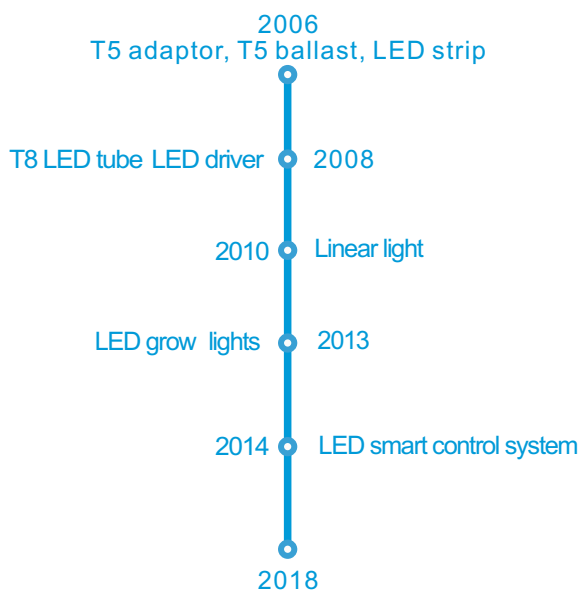 2006
T5 adaptor, T5 ballast, LED strip
T8 LED tube LED driver 2008
2010 Linear light
LED grow lights 2013
2014 LED smart control system
2018